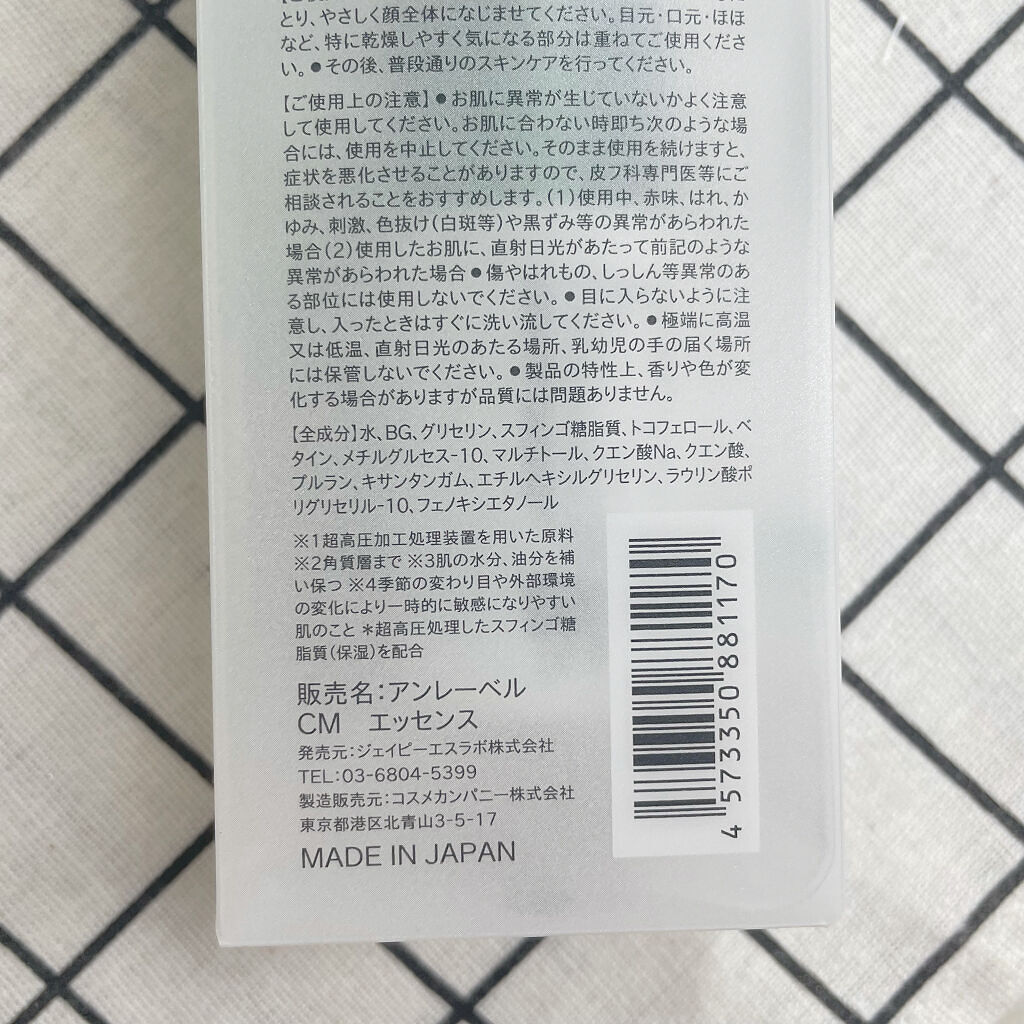 とり、やさしく顔全体になじませてください。目元・口元・ほほ
など、特に乾燥しやすく気になる部分は重ねてご使用くださ
い。●その後、普段通りのスキンケアを行ってください。
【ご使用上の注意】●お肌に異常が生じていないかよく注意
して使用してください。お肌に合わない時即ち次のような場
合には、使用を中止してください。そのまま使用を続けますと、
症状を悪化させることがありますので、皮フ科専門医等にご
相談されることをおすすめします。(1)使用中、赤味、はれ、か
ゆみ、刺激、色抜け(白斑等)や黒ずみ等の異常があらわれた
場合(2)使用したお肌に、直射日光があたって前記のような
異常があらわれた場合●傷やはれもの、しっしん等異常のあ
る部位には使用しないでください。●目に入らないように注
意し、入ったときはすぐに洗い流してください。●極端に高温
又は低温、直射日光のあたる場所、乳幼児の手の届く場所
には保管しないでください。●製品の特性上、香りや色が変
化する場合がありますが品質には問題ありません。
【全成分】水、BG、グリセリン、スフィンゴ糖脂質、トコフェロール、ベ
タイン、メチルグルセス-10、マルチトール、クエン酸Na、クエン酸、
プルラン、キサンタンガム、エチルヘキシルグリセリン、ラウリン酸ポ
リグリセリル-10、フェノキシエタノール
※1超高圧加工処理装置を用いた原料
※2角質層まで ※3肌の水分、油分を補
い保つ ※4季節の変わり目や外部環境
の変化により一時的に敏感になりやすい
肌のこと ＊超高圧処理したスフィンゴ糖
脂質(保湿)を配合
販売名:アンレーベル
CM エッセンス
発売元:ジェイピーエスラボ株式会社
TEL:03-6804-5399
製造販売元:コスメカンパニー株式会社
東京都港区北青山3-5-17
MADE IN JAPAN
4573350881170